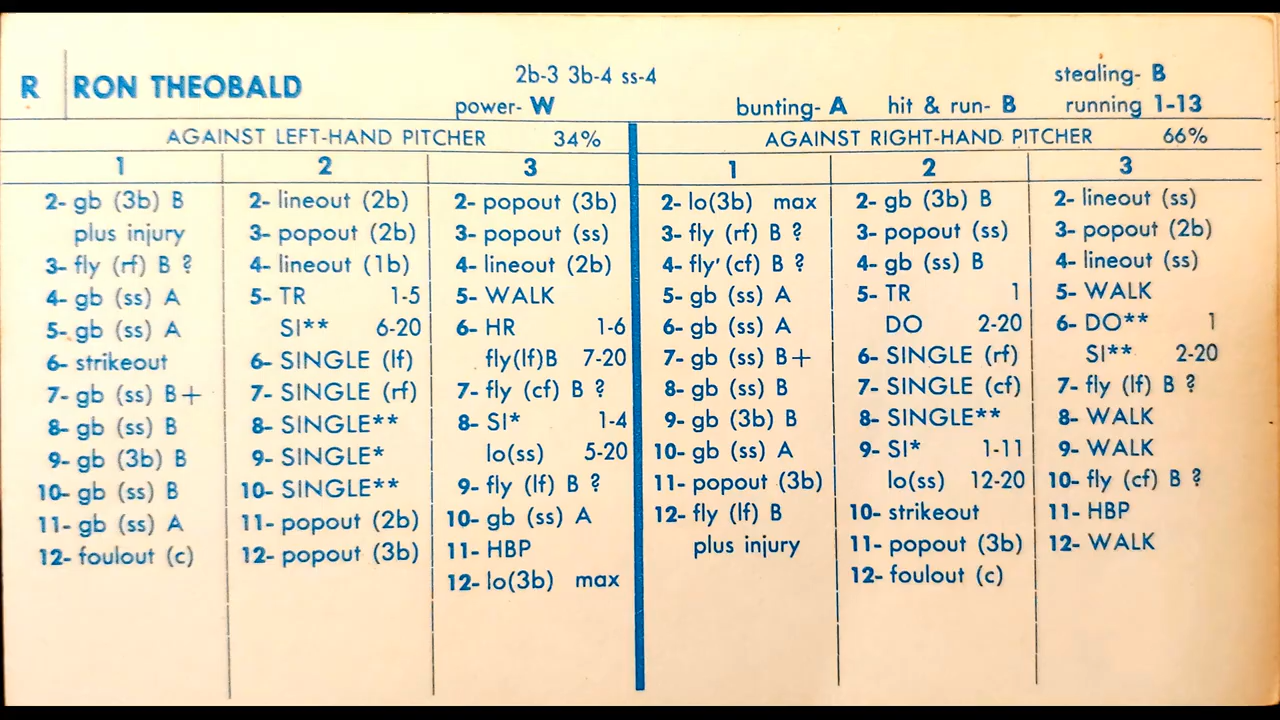 2b-3 3b-4 ss-4 stealing- B
R RON THEOBALD
power- W bunting- A hit & run- B running 1-13
AGAINST LEFT-HAND PITCHER 34% AGAINST RIGHT-HAND PITCHER 66%
1 2 3 1 2 3
2- gb (3b) B
plus injury
3- fly (rf) B ?
4- gb (ss) A
5- gb (ss) A
6- strikeout
7- gb (ss) B+
8- gb (ss) B
9- gb (3b) B
10- gb (ss) B
11- gb (ss) A
12- foulout (c)
2- lineout (2b)
3- popout (2b)
4- lineout (1b)
5- TR 1-5
SI** 6-20
6- SINGLE (lf)
7- SINGLE (rf)
8- SINGLE**
9- SINGLE*
10- SINGLE**
11- popout (2b)
12- popout (3b)
2- popout (3b)
3- popout (ss)
4- lineout (2b)
5- WALK
6- HR 1-6
fly(lf)B 7-20
7- fly (cf) B ?
8- SI* 1-4
lo(ss) 5-20
9- fly (lf) B ?
10- gb (ss) A
11- HBP
12- lo(3b) max
2- lo(3b) max
3- fly (rf) B ?
4- fly (cf) B ?
5- gb (ss) A
6- gb (ss) A
7- gb (ss) B+
8- gb (ss) B
9- gb (3b) B
10- gb (ss) A
11- popout (3b)
12- fly (lf) B
plus injury
2- gb (3b) B
3- popout (ss)
4- gb (ss) B
5- TR 1
DO 2-20
6- SINGLE (rf)
7- SINGLE (cf)
8- SINGLE**
9- SI* 1-11
lo(ss) 12-20
10- strikeout
11- popout (3b)
12- foulout (c)
2- lineout (ss)
3- popout (2b)
4- lineout (ss)
5- WALK
6- DO** 1
SI** 2-20
7- fly (lf) B ?
8- WALK
9- WALK
10- fly (cf) B ?
11- HBP
12- WALK